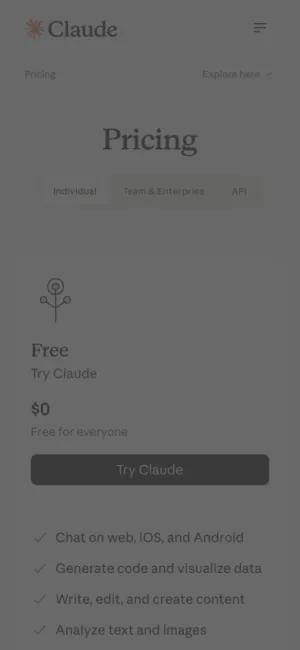 Claude
Pricing
Explore here
Pricing
Individual
Team & Enterprise
API
Free
Try Claude
$0
Free for everyone
Try Claude
Chat on web, iOS, and Android
Generate code and visualize data
Write, edit, and create content
Analyze text and images